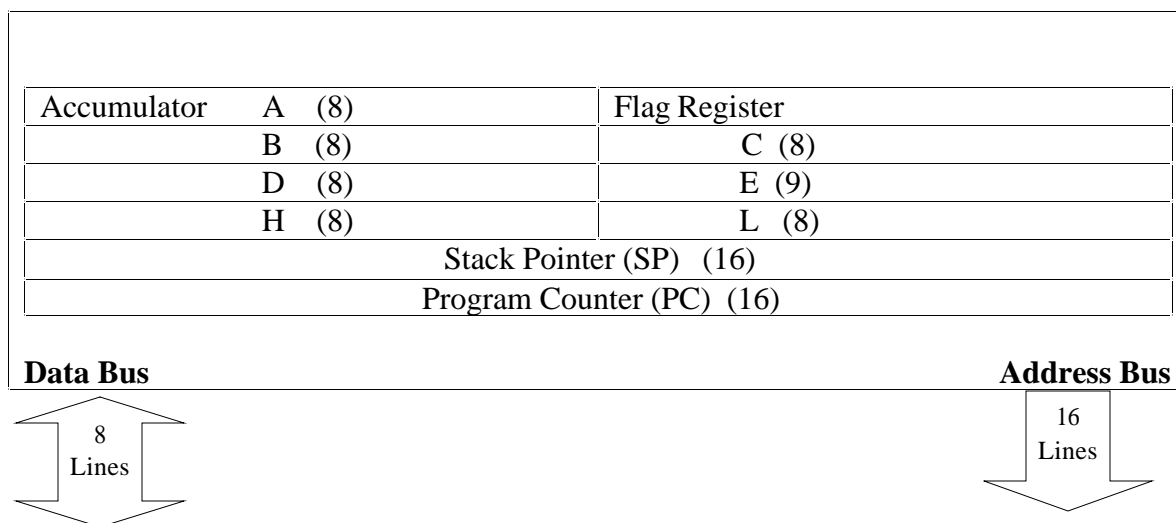 Accumulator A (8) Flag Register
B (8) C (8)
D (8) E (9)
H (8) L (8)
Stack Pointer (SP) (16)
Program Counter (PC) (16)
Data Bus Address Bus
8 Lines
16 Lines